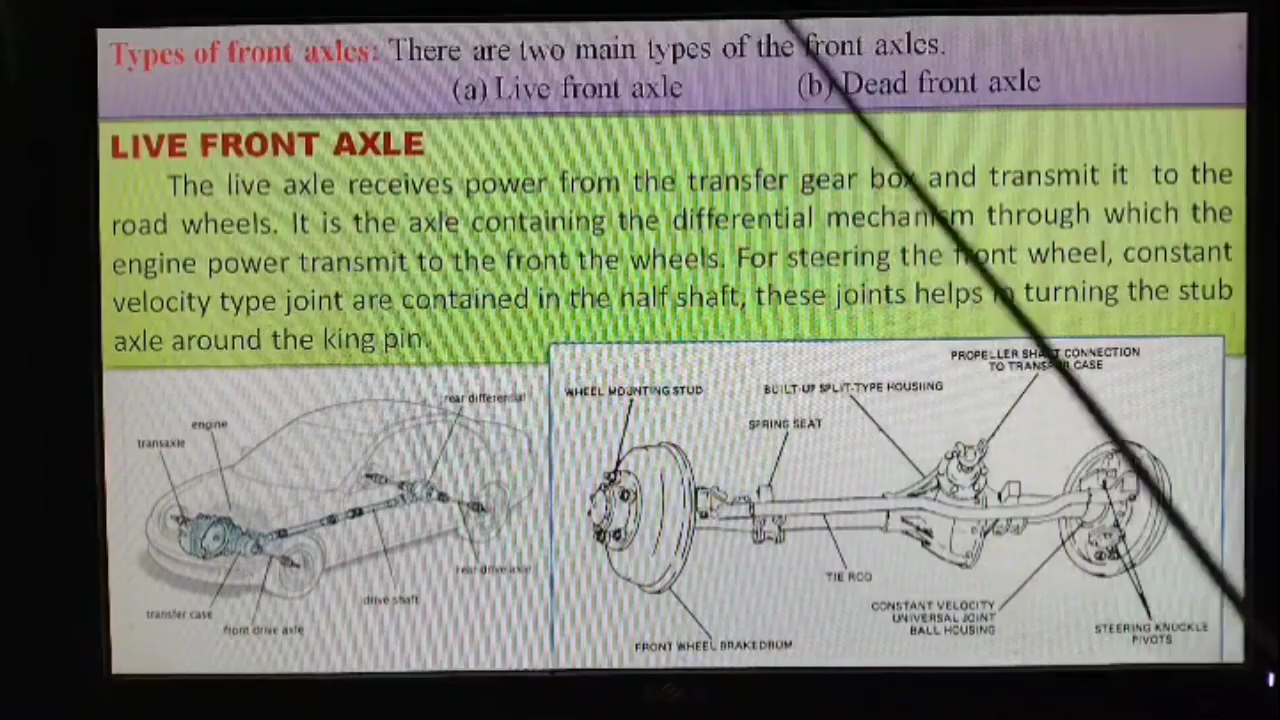 Types of front axles: There are two main types of the front axles.
(a) Live front axle (b) Dead front axle
LIVE FRONT AXLE
The live axle receives power from the transfer gear box and transmit it to the
road wheels. It is the axle containing the differential mechanism through which the
engine power transmit to the front the wheels. For steering the front wheel, constant
velocity type joint are contained in the half shaft, these joints helps in turning the stub
axle around the king pin.
rear differential
engine
transaxle
rear drive axle
drive shaft
transfer case
front drive axle
PROPELLER SHAFT CONNECTION
TO TRANSFER CASE
WHEEL MOUNTING STUD
BUILT-UP SPLIT-TYPE HOUSING
SPRING SEAT
TIE ROD
CONSTANT VELOCITY
UNIVERSAL JOINT
BALL HOUSING
STEERING KNUCKLE
PIVOTS
FRONT WHEEL BRAKEDRUM